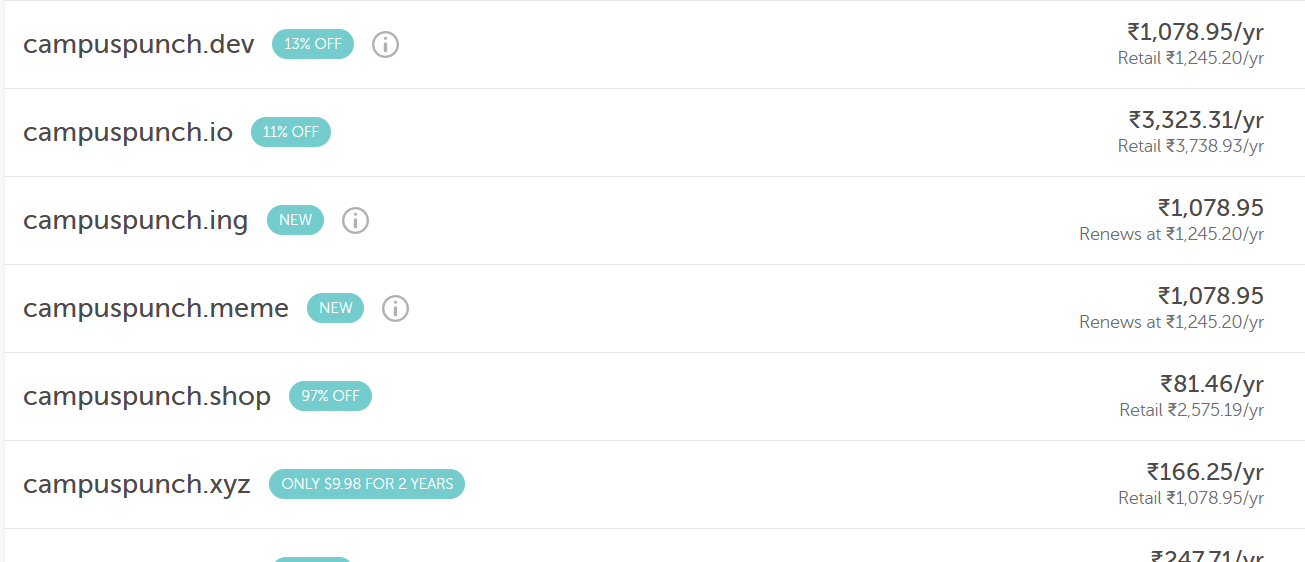 campuspunch.dev 13% OFF ₹1,078.95/yr
Retail ₹1,245.20/yr
campuspunch.io 11% OFF ₹3,323.31/yr
Retail ₹3,738.93/yr
campuspunch.ing NEW ₹1,078.95
Renews at ₹1,245.20/yr
campuspunch.meme NEW ₹1,078.95
Renews at ₹1,245.20/yr
campuspunch.shop 97% OFF ₹81.46/yr
Retail ₹2,575.19/yr
campuspunch.xyz ONLY $9.98 FOR 2 YEARS ₹166.25/yr
Retail ₹1,078.95/yr
₹247.71/yr